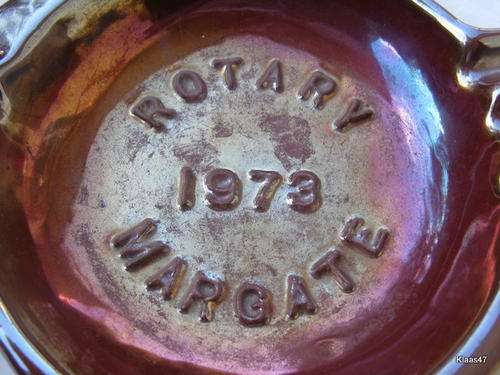 ROTARY
1973
MARGATE
Klaas47